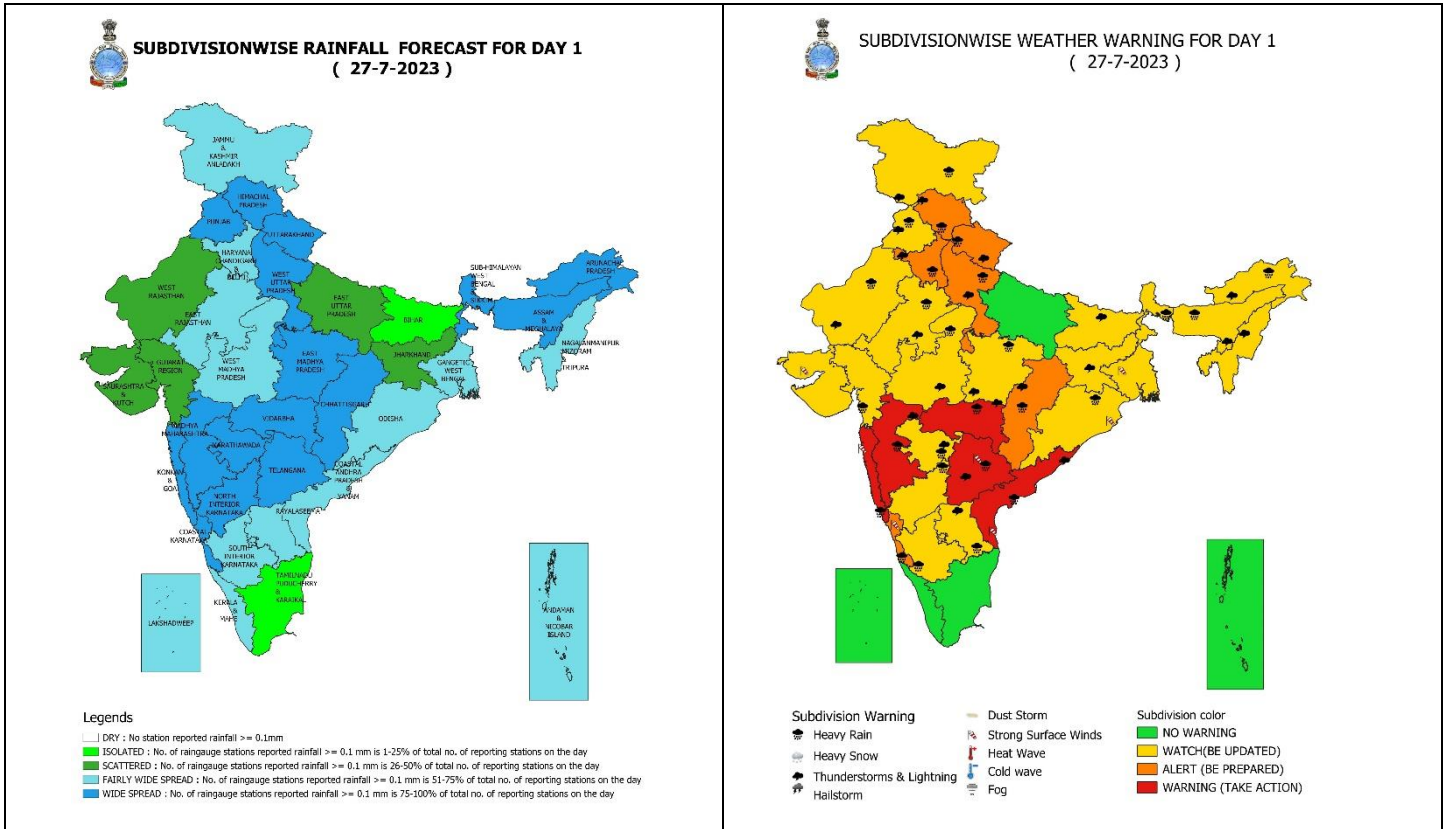 SUBDIVISIONWISE RAINFALL FORECAST FOR DAY 1
( 27-7-2023 )
JAMMU
&
KASHMIR
ANLADAKH
HIMACHAL
PRADESH
PUNJAB
ZUTTARAKHAND
HARYANA
CHANDIGARH
&
DELHI
WEST
UTTAR
PRADESH
SUB-HIMALAYAN
WEST
BENGAL
&
ARUNACHAL
PRADESH
WEST
RAJASTHAN
EAST
UTTAR
PRADESH
EAST
RAJASTHAN
BIHAR
ASSAM
&
MEGHALAYA
NAGALANMANIPUR
MIZORAM
&
TRIPURA
GUJARAT
REGION
WEST
MADHYA
PRADESH
EAST
MADHYA
PRADESH
JHARKHAND
GANGETIC
WEST
BENGAL
SAURASHTRA
&
KUTCH
CHHATTISGARH
ODISHA
MADHYA
MAHARASHTRA
VIDARBHA
MARATHAWADA
KONKAN
&
GOA
TELANGANA
COASTAL
ANDHRA
PRADESH
&
YANAM
NORTH
INTERIOR
KARNATAKA
RAYALASEEMA
COASTAL
KARNATAKA
SOUTH
INTERIOR
KARNATAKA
TAMILNADU
PUDUCHERRY
&
KARAIKAL
KERALA
&
MAHE
LAKSHADWEEP
ANDAMAN
&
NICOBAR
ISLAND
Legends
DRY : No station reported rainfall >= 0.1mm
ISOLATED : No. of raingauge stations reported rainfall >= 0.1 mm is 1-25% of total no. of reporting stations on the day
SCATTERED : No. of raingauge stations reported rainfall >= 0.1 mm is 26-50% of total no. of reporting stations on the day
FAIRLY WIDE SPREAD : No. of raingauge stations reported rainfall >= 0.1 mm is 51-75% of total no. of reporting stations on the day
WIDE SPREAD : No. of raingauge stations reported rainfall >= 0.1 mm is 75-100% of total no. of reporting stations on the day
SUBDIVISIONWISE WEATHER WARNING FOR DAY 1
( 27-7-2023 )
Subdivision Warning
Heavy Rain
Heavy Snow
Thunderstorms & Lightning
Hailstorm
Dust Storm
Strong Surface Winds
Heat Wave
Cold wave
Fog
Subdivision color
NO WARNING
WATCH(BE UPDATED)
ALERT (BE PREPARED)
WARNING (TAKE ACTION)